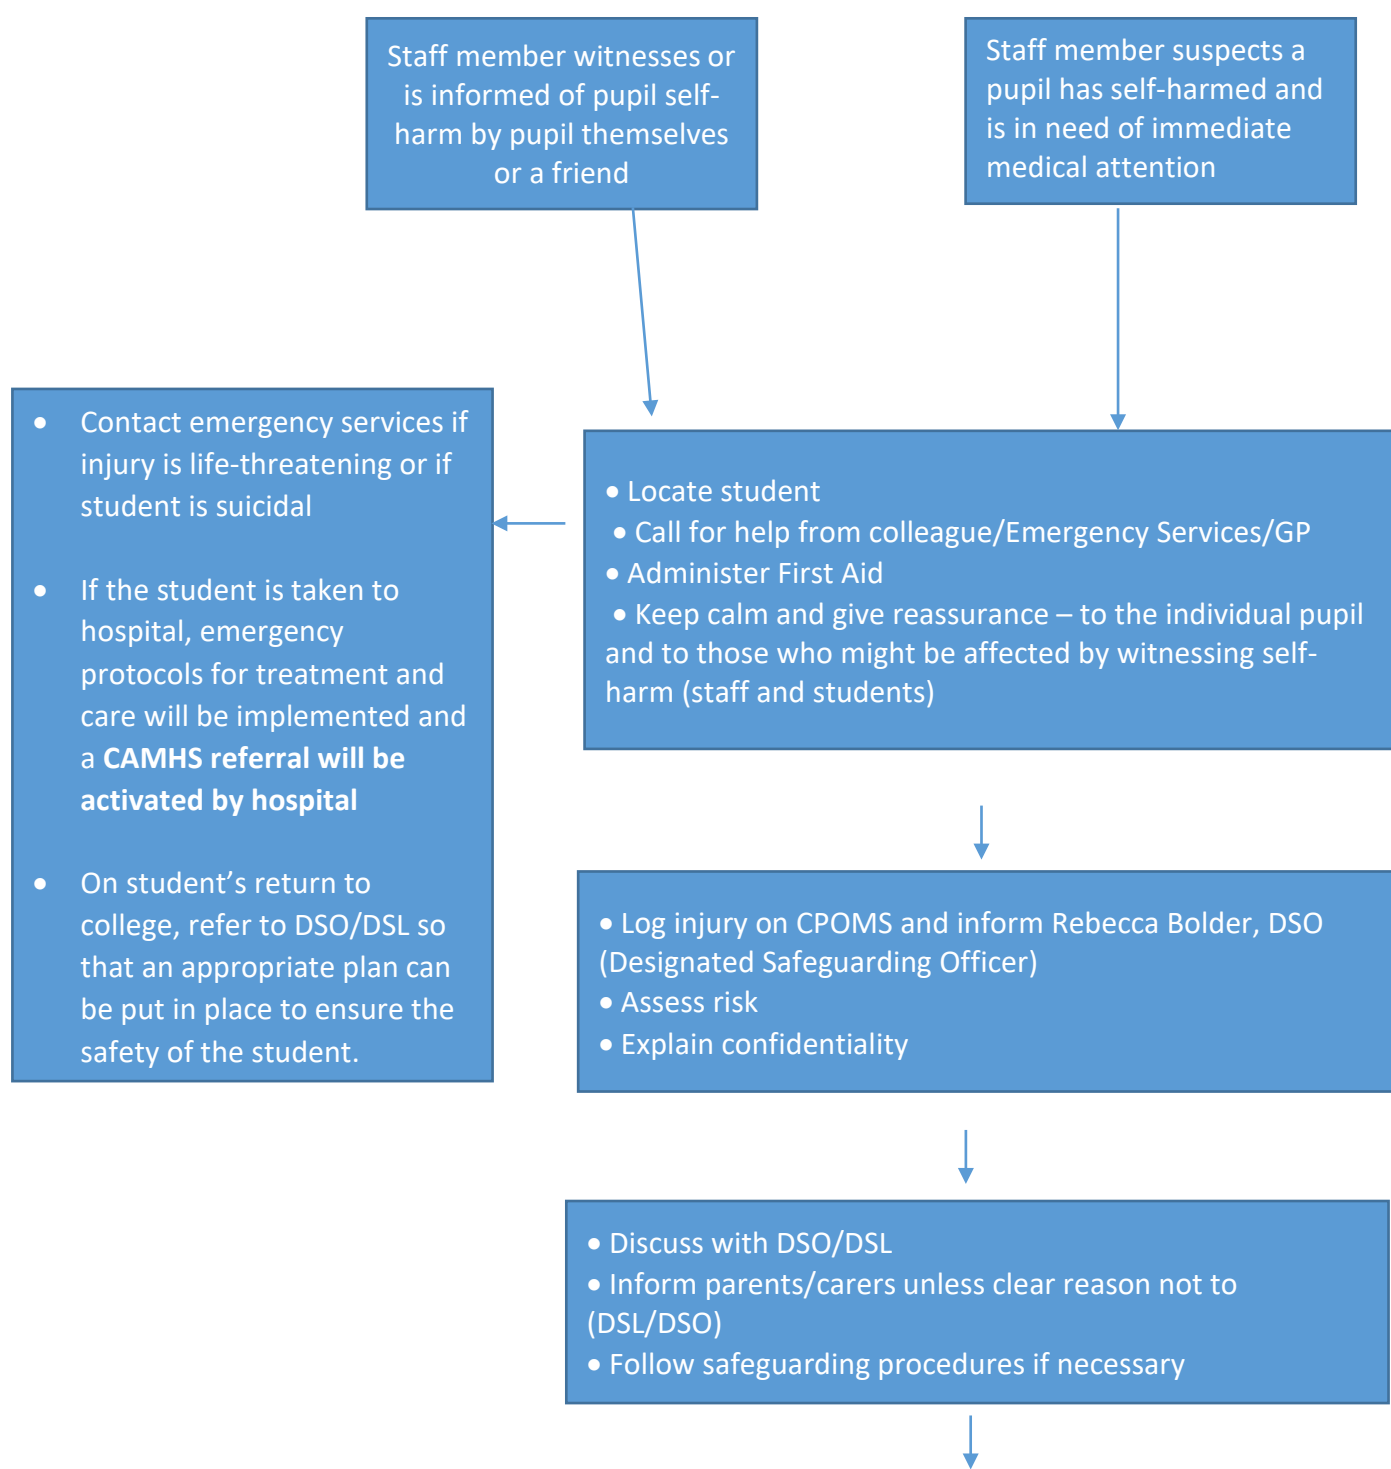 Staff member witnesses or
is informed of pupil self-
harm by pupil themselves
or a friend
Staff member suspects a
pupil has self-harmed and
is in need of immediate
medical attention
• Contact emergency services if
injury is life-threatening or if
student is suicidal
• If the student is taken to
hospital, emergency
protocols for treatment and
care will be implemented and
a CAMHS referral will be
activated by hospital
• On student’s return to
college, refer to DSO/DSL so
that an appropriate plan can
be put in place to ensure the
safety of the student.
• Locate student
• Call for help from colleague/Emergency Services/GP
• Administer First Aid
• Keep calm and give reassurance – to the individual pupil
and to those who might be affected by witnessing self-
harm (staff and students)
• Log injury on CPOMS and inform Rebecca Bolder, DSO
(Designated Safeguarding Officer)
• Assess risk
• Explain confidentiality
• Discuss with DSO/DSL
• Inform parents/carers unless clear reason not to
(DSL/DSO)
• Follow safeguarding procedures if necessary